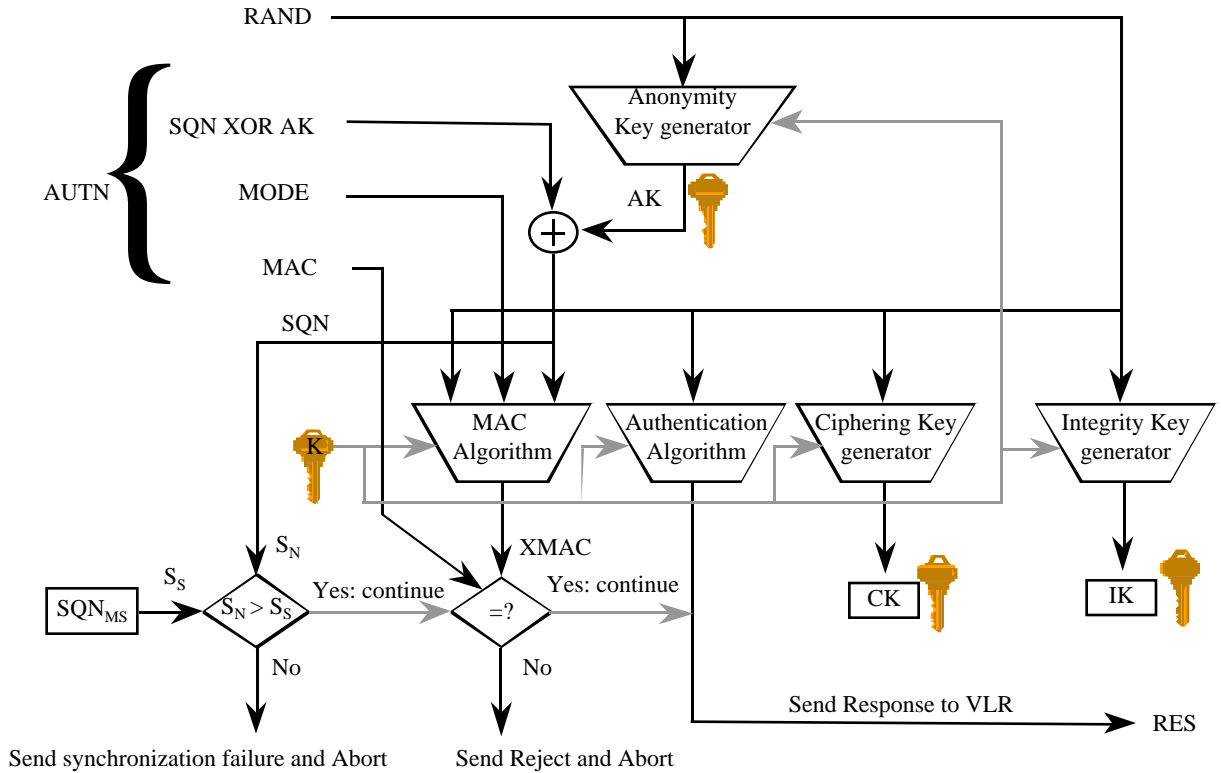 RAND
Anonymity
Key generator
SQN XOR AK
AUTN
MODE
AK
MAC
SQN
MAC
Algorithm
Authentication
Algorithm
Ciphering Key
generator
Integrity Key
generator
K
XMAC
S_N
S_S
Yes: continue
Yes: continue
SQN_MS
S_N > S_S
=?
CK
IK
No
No
Send Response to VLR
RES
Send synchronization failure and Abort
Send Reject and Abort